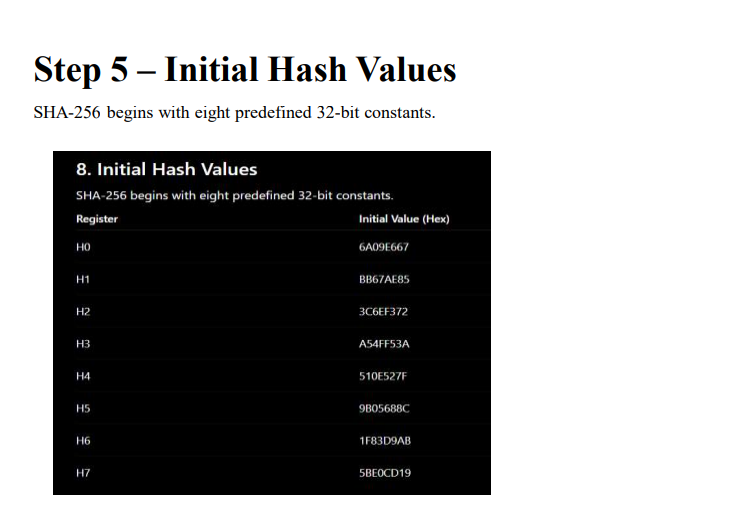 Step 5 – Initial Hash Values
SHA-256 begins with eight predefined 32-bit constants.
8. Initial Hash Values
SHA-256 begins with eight predefined 32-bit constants.
Register Initial Value (Hex)
H0 6A09E667
H1 BB67AE85
H2 3C6EF372
H3 A54FF53A
H4 510E527F
H5 9B05688C
H6 1F83D9AB
H7 5BE0CD19